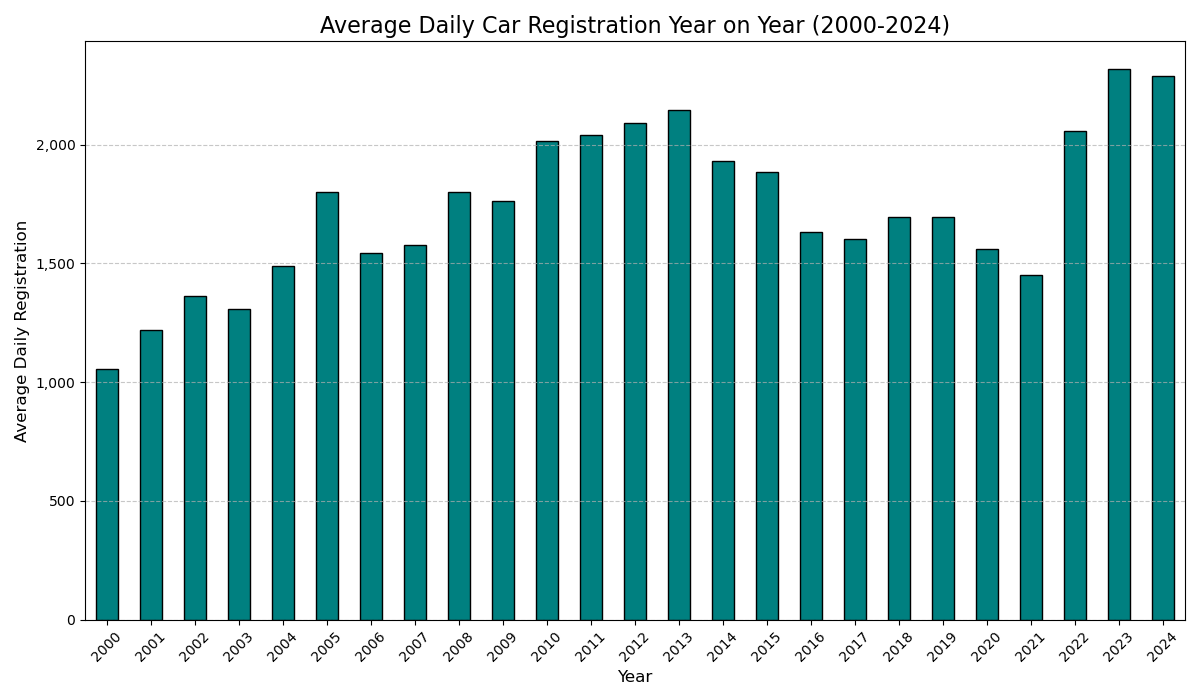 Average Daily Car Registration Year on Year (2000-2024)
Average Daily Registration
2,000
1,500
1,000
500
0
2000 2001 2002 2003 2004 2005 2006 2007 2008 2009 2010 2011 2012 2013 2014 2015 2016 2017 2018 2019 2020 2021 2022 2023 2024
Year